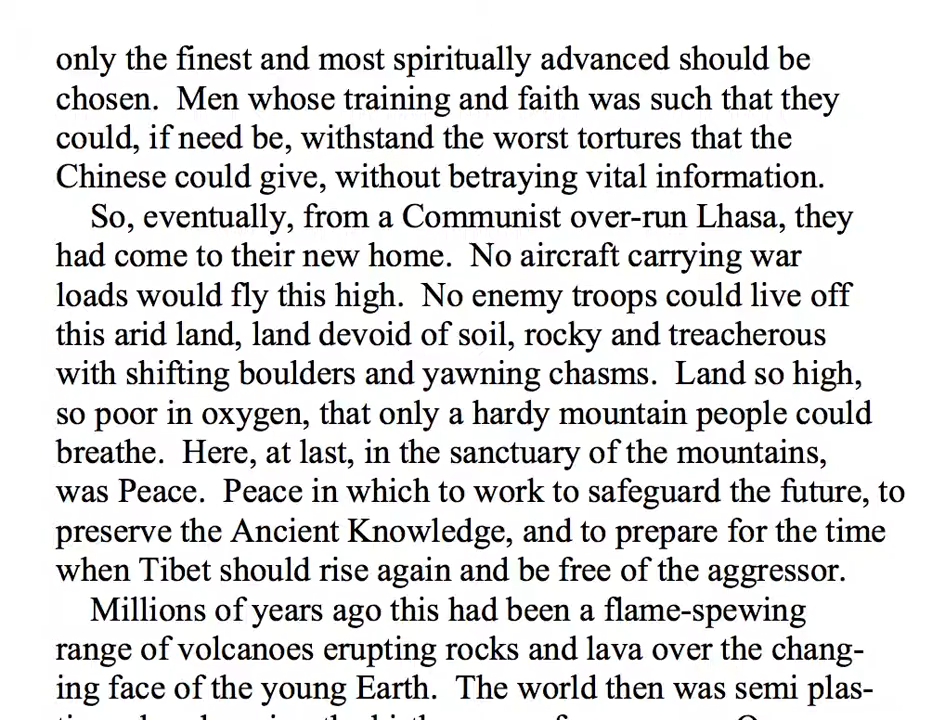 only the finest and most spiritually advanced should be
chosen.  Men whose training and faith was such that they
could, if need be, withstand the worst tortures that the
Chinese could give, without betraying vital information.
So, eventually, from a Communist over-run Lhasa, they
had come to their new home.  No aircraft carrying war
loads would fly this high.  No enemy troops could live off
this arid land, land devoid of soil, rocky and treacherous
with shifting boulders and yawning chasms.  Land so high,
so poor in oxygen, that only a hardy mountain people could
breathe.  Here, at last, in the sanctuary of the mountains,
was Peace.  Peace in which to work to safeguard the future, to
preserve the Ancient Knowledge, and to prepare for the time
when Tibet should rise again and be free of the aggressor.
Millions of years ago this had been a flame-spewing
range of volcanoes erupting rocks and lava over the chang-
ing face of the young Earth.  The world then was semi plas-